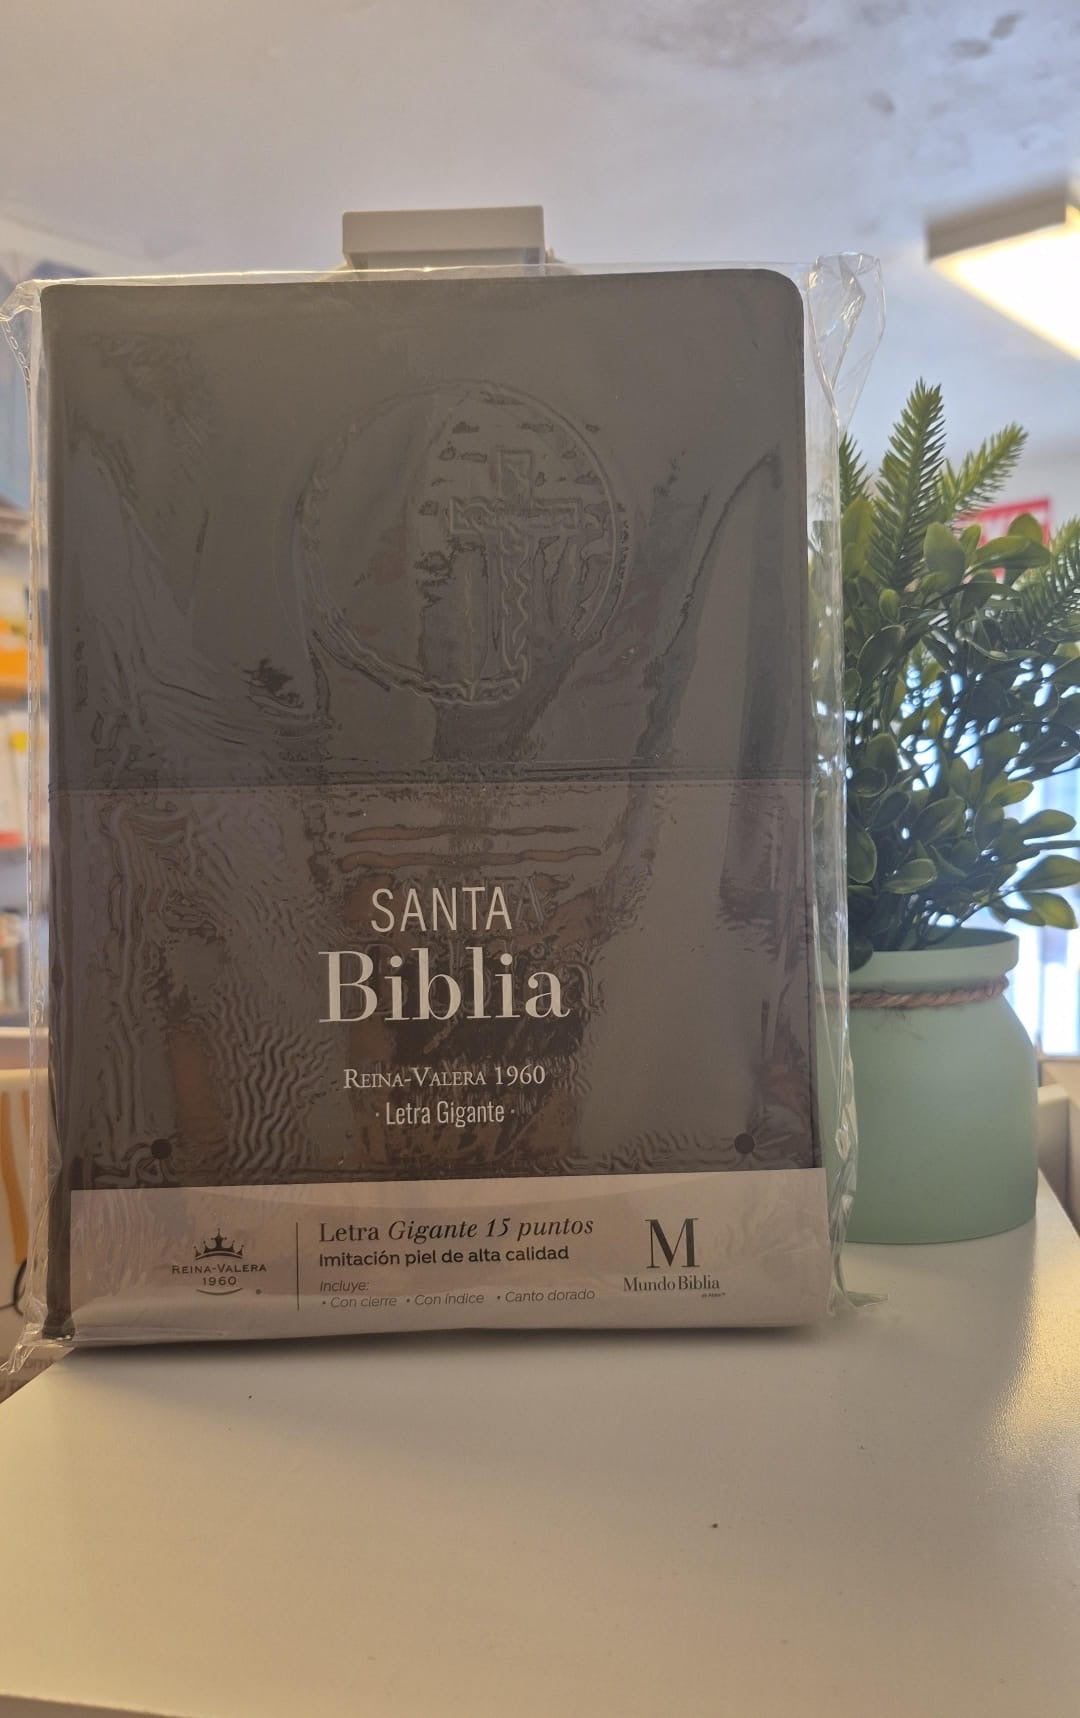 SANTA
Biblia
REINA-VALERA 1960
· Letra Gigante ·
REINA-VALERA
1960
Letra Gigante 15 puntos
Imitación piel de alta calidad
Incluye:
• Con cierre • Con índice • Canto dorado
M
Mundo Biblia